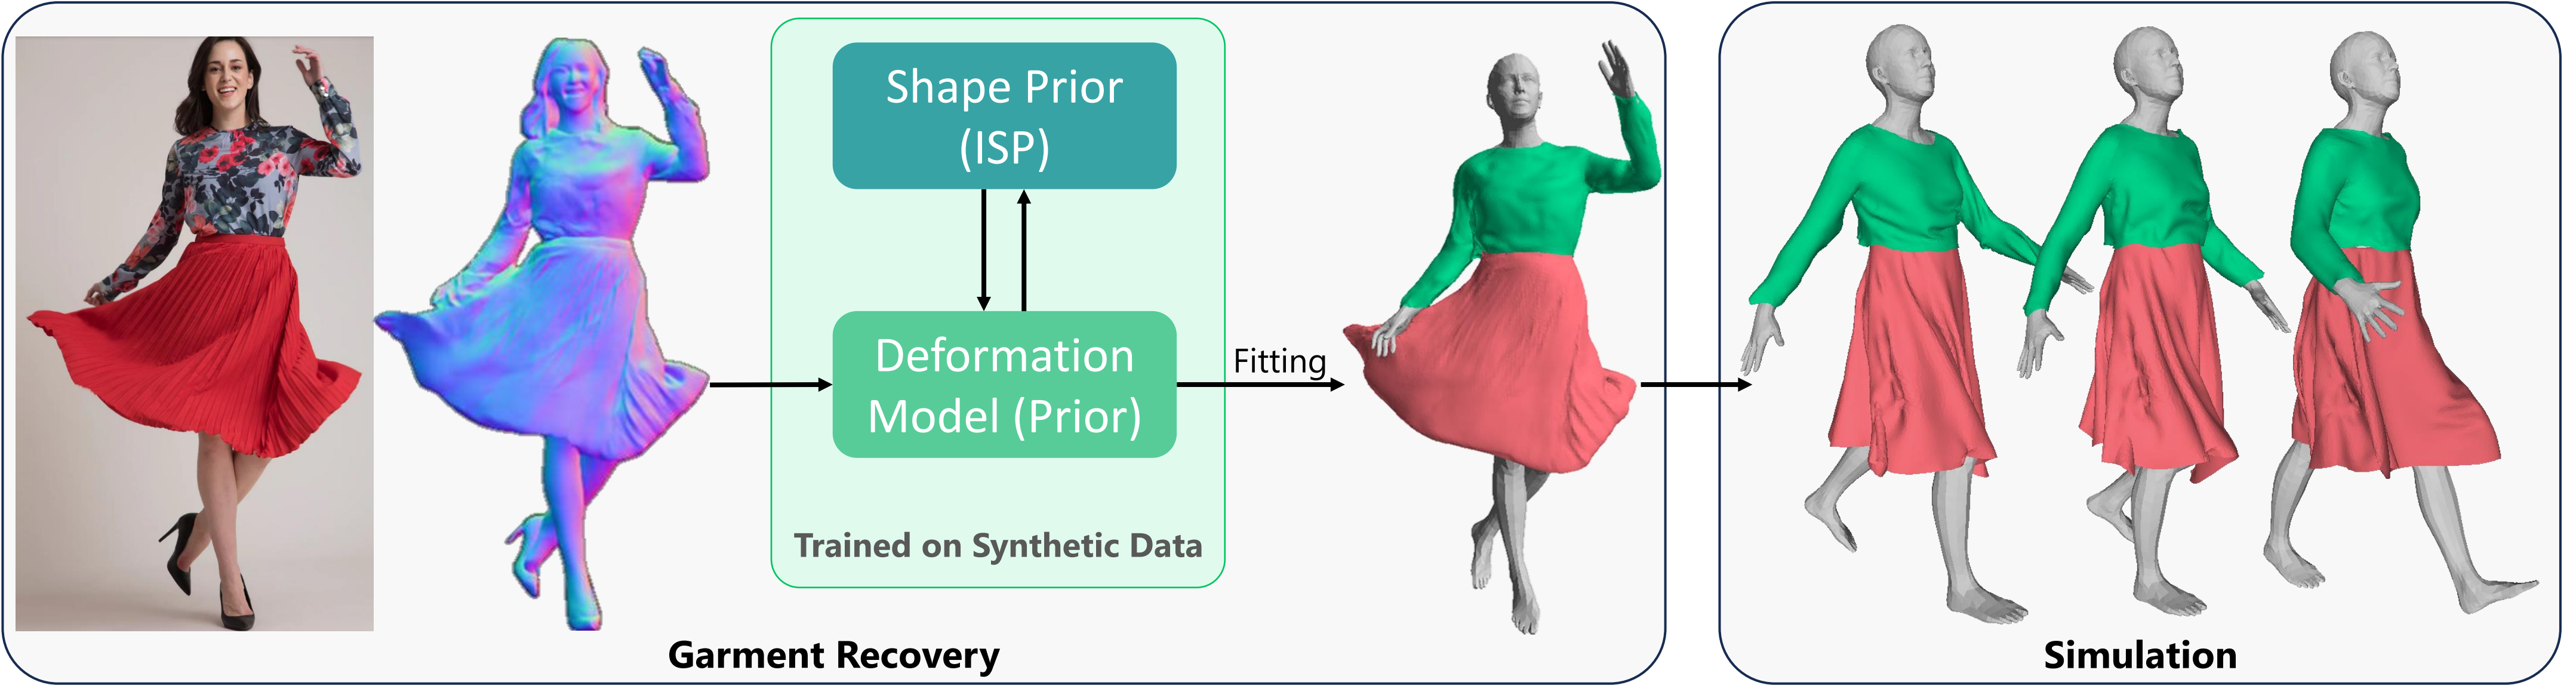 Shape Prior
(ISP)
Deformation
Model (Prior)
Fitting
Trained on Synthetic Data
Garment Recovery
Simulation